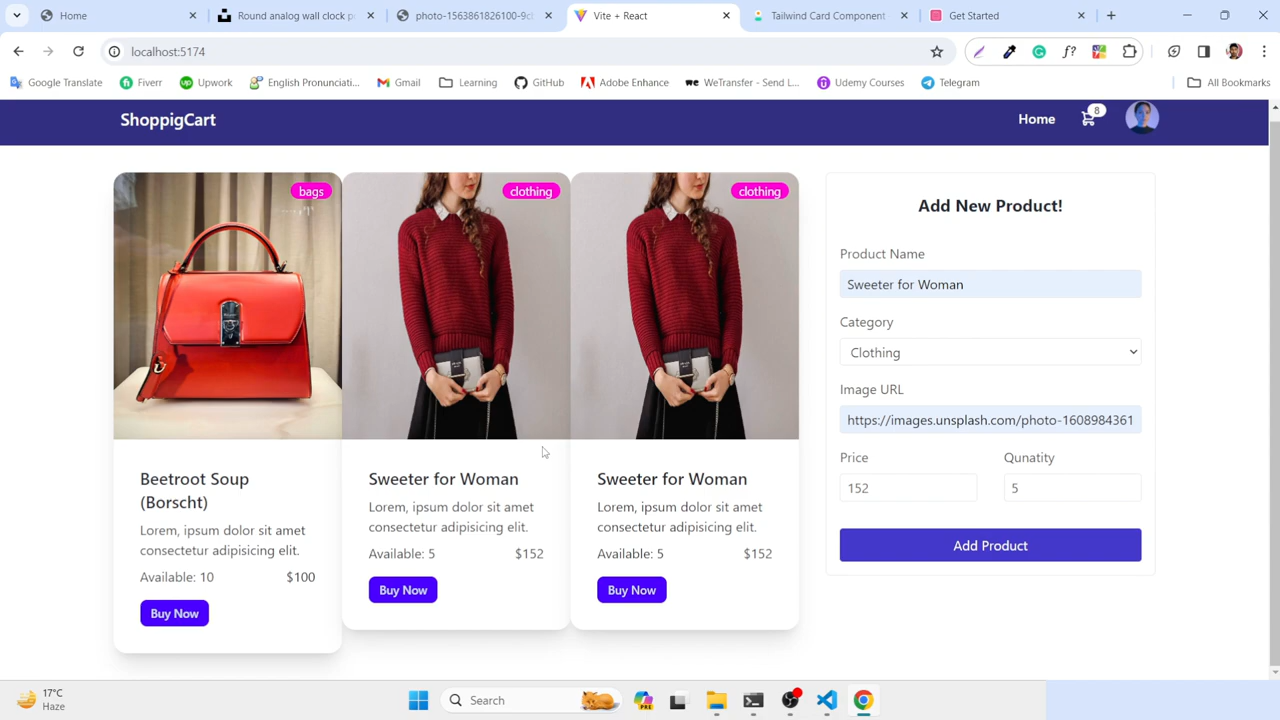 Home
Round analog wall clock p
photo-1563861826100-9c
Vite + React
Tailwind Card Component -
Get Started
localhost:5174
Google Translate
Fiverr
Upwork
English Pronunciati...
Gmail
Learning
GitHub
Adobe Enhance
WeTransfer - Send L...
Udemy Courses
Telegram
All Bookmarks
ShoppigCart
Home
8
bags
clothing
clothing
Beetroot Soup
(Borscht)
Lorem, ipsum dolor sit amet
consectetur adipisicing elit.
Available: 10 $100
Buy Now
Sweeter for Woman
Lorem, ipsum dolor sit amet
consectetur adipisicing elit.
Available: 5 $152
Buy Now
Sweeter for Woman
Lorem, ipsum dolor sit amet
consectetur adipisicing elit.
Available: 5 $152
Buy Now
Add New Product!
Product Name
Sweeter for Woman
Category
Clothing
Image URL
https://images.unsplash.com/photo-1608984361
Price Qunatity
152 5
Add Product
17°C
Haze
Search
PRE